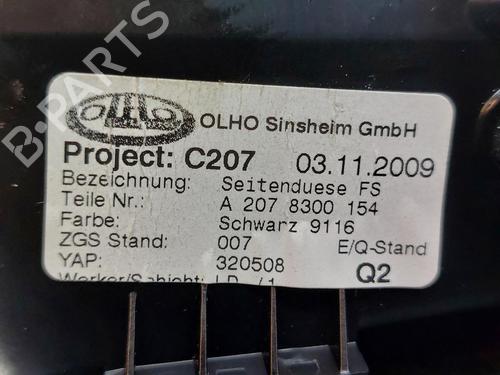 OLHO
OLHO Sinsheim GmbH
Project: C207 03.11.2009
Bezeichnung: Seitenduese FS
Teile Nr.: A 207 8300 154
Farbe: Schwarz 9116
ZGS Stand: 007 E/Q-Stand
YAP: 320508 Q2
B-PARTS